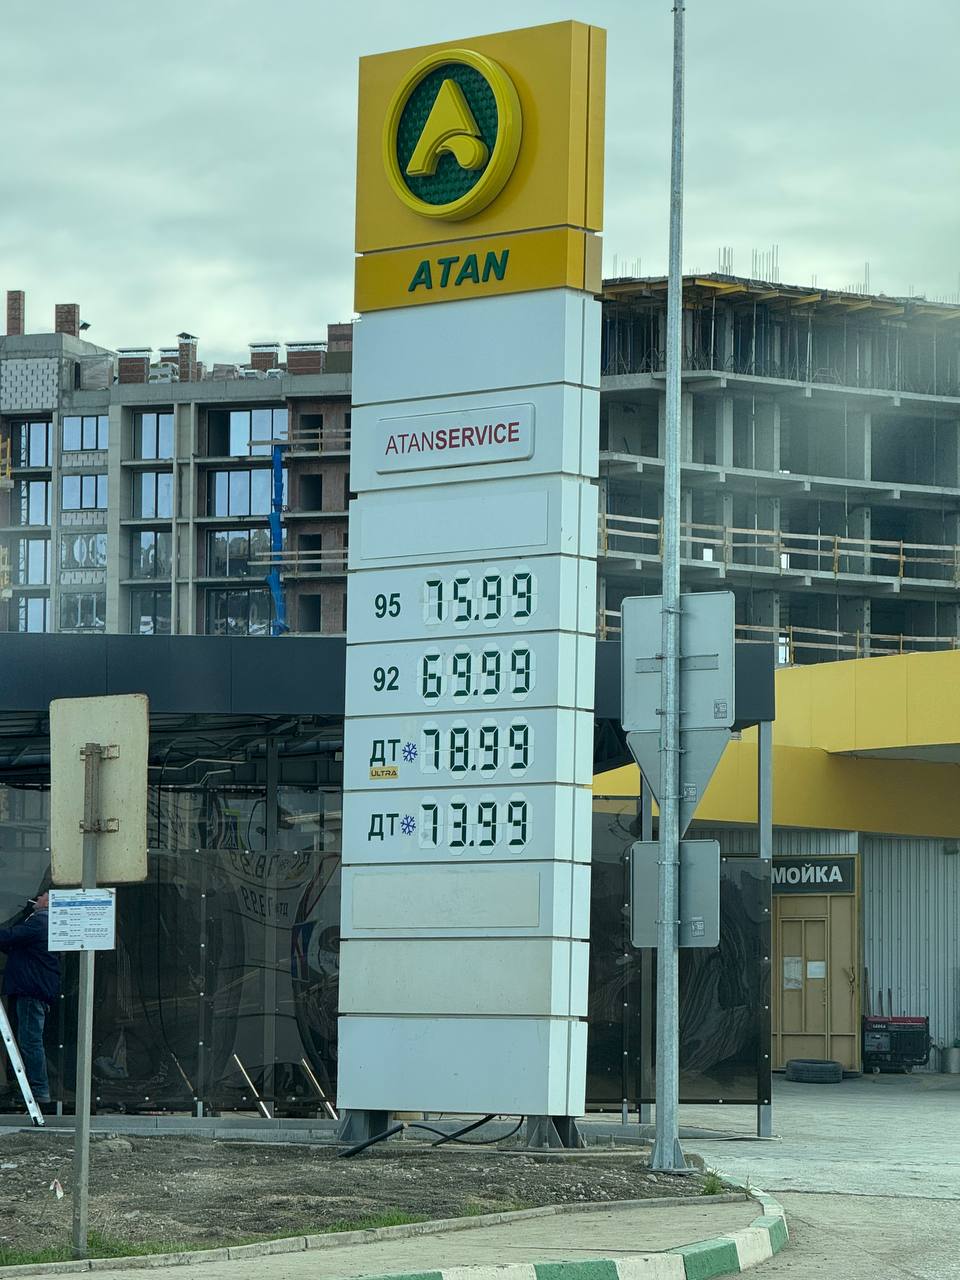 ATAN
ATANSERVICE
95 75.99
92 69.99
ДТ 78.99
ULTRA
ДТ 73.99
МОЙКА